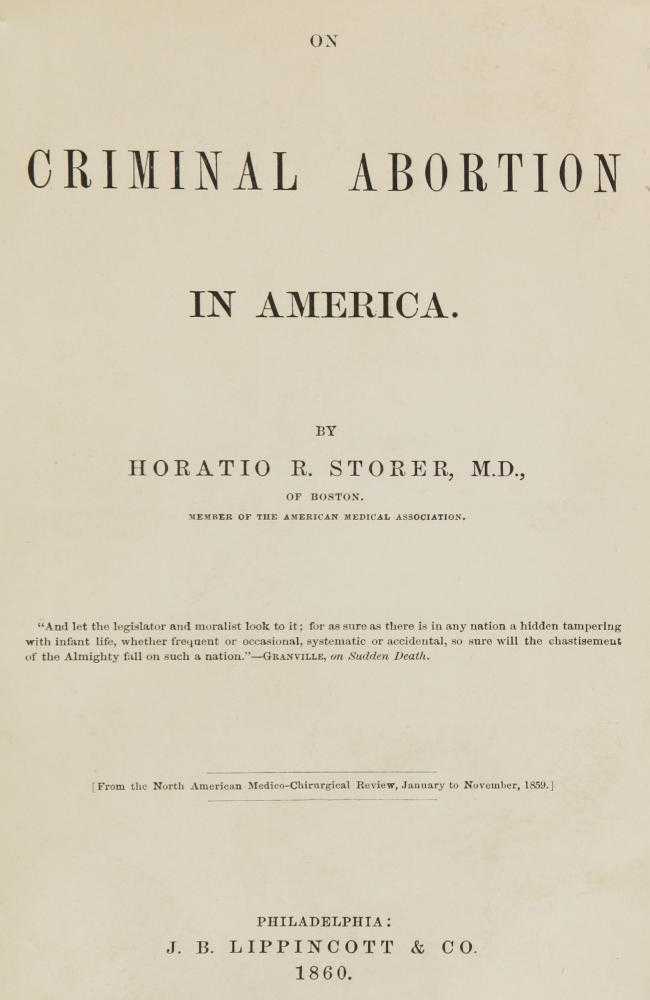 ON
CRIMINAL ABORTION
IN AMERICA.
BY
HORATIO R. STORER, M.D.,
OF BOSTON.
MEMBER OF THE AMERICAN MEDICAL ASSOCIATION.
"And let the legislator and moralist look to it; for as sure as there is in any nation a hidden tampering
with infant life, whether frequent or occasional, systematic or accidental, so sure will the chastisement
of the Almighty fall on such a nation."—GRANVILLE, on Sudden Death.
[From the North American Medico-Chirurgical Review, January to November, 1859.]
PHILADELPHIA:
J. B. LIPPINCOTT & CO.
1860.